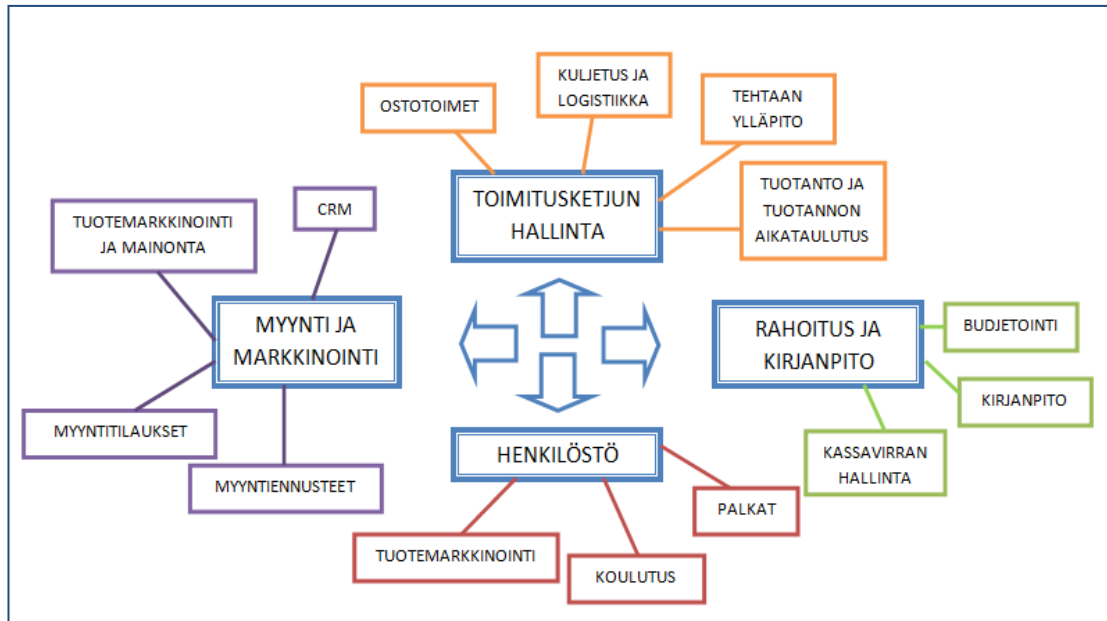 KULJETUS JA
LOGISTIIKKA
OSTOTOIMET
TEHTAAN
YLLÄPITO
TOIMITUSKETJUN
HALLINTA
TUOTANTO JA
TUOTANNON
AIKATAULUTUS
CRM
TUOTEMARKKINOINTI
JA MAINONTA
MYYNTI JA
MARKKINOINTI
MYYNTITILAUKSET
MYYNTIENNUSTEET
RAHOITUS JA
KIRJANPITO
BUDJETOINTI
KIRJANPITO
KASSAVIRRAN
HALLINTA
HENKILÖSTÖ
PALKAT
TUOTEMARKKINOINTI
KOULUTUS